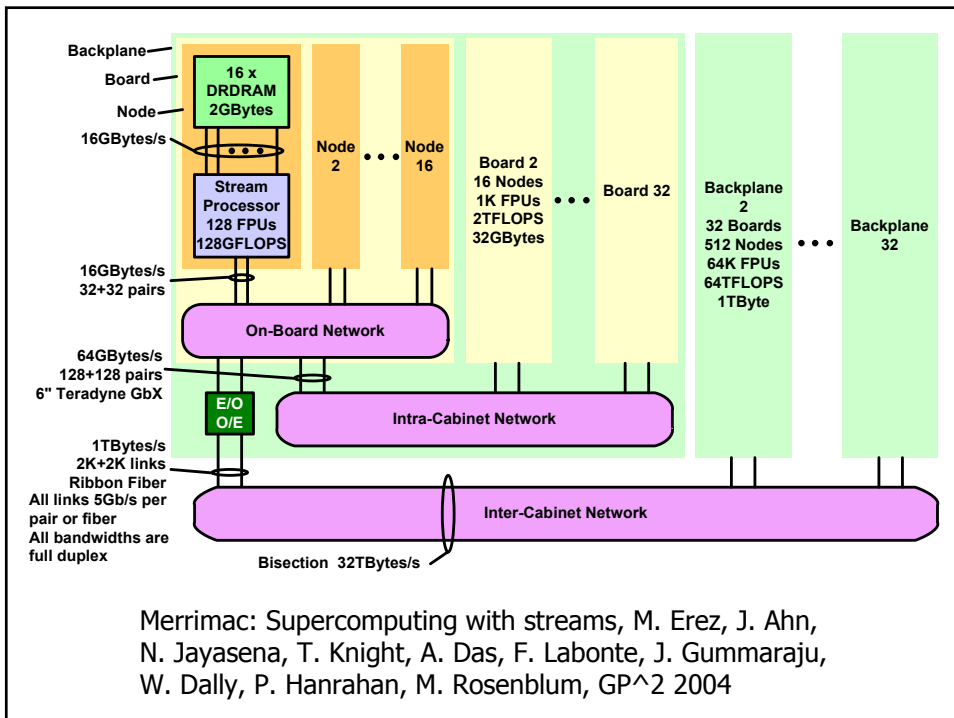 Backplane
Board
Node
16 x
DRDRAM
2GBytes
16GBytes/s
Stream
Processor
128 FPUs
128GFLOPS
16GBytes/s
32+32 pairs
Node
2
Node
16
Board 2
16 Nodes
1K FPUs
2TFLOPS
32GBytes
Board 32
Backplane
2
32 Boards
512 Nodes
64K FPUs
64TFLOPS
1TByte
Backplane
32
On-Board Network
64GBytes/s
128+128 pairs
6" Teradyne GbX
E/O
O/E
Intra-Cabinet Network
1TBytes/s
2K+2K links
Ribbon Fiber
All links 5Gb/s per
pair or fiber
All bandwidths are
full duplex
Inter-Cabinet Network
Bisection 32TBytes/s
Merrimac: Supercomputing with streams, M. Erez, J. Ahn,
N. Jayasena, T. Knight, A. Das, F. Labonte, J. Gummaraju,
W. Dally, P. Hanrahan, M. Rosenblum, GP^2 2004